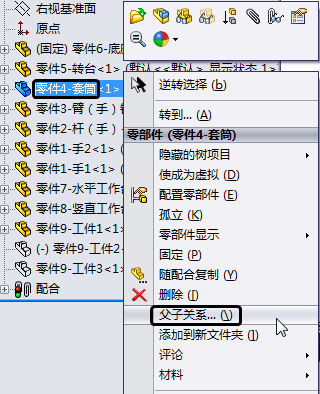 右视基准面
原点
(固定) 零件6-底座
零件5-转台<1> (默认<<默认>_显示状态 1>)
零件4-套筒<1>
零件3-臂（手）
零件2-杆（手）
零件1-手2<1>
零件1-手1<1>
零件7-水平工作台
零件8-竖直工作台
零件9-工件1<1>
(-) 零件9-工件2
零件9-工件3<1>
配合
逆转选择 (b)
转到... (A)
零部件 (零件4-套筒)
隐藏的树项目
使成为虚拟 (D)
配置零部件 (E)
孤立 (K)
零部件显示
固定 (P)
随配合复制 (Y)
删除 (I)
父子关系... (V)
添加到新文件夹 (J)
评论
材料